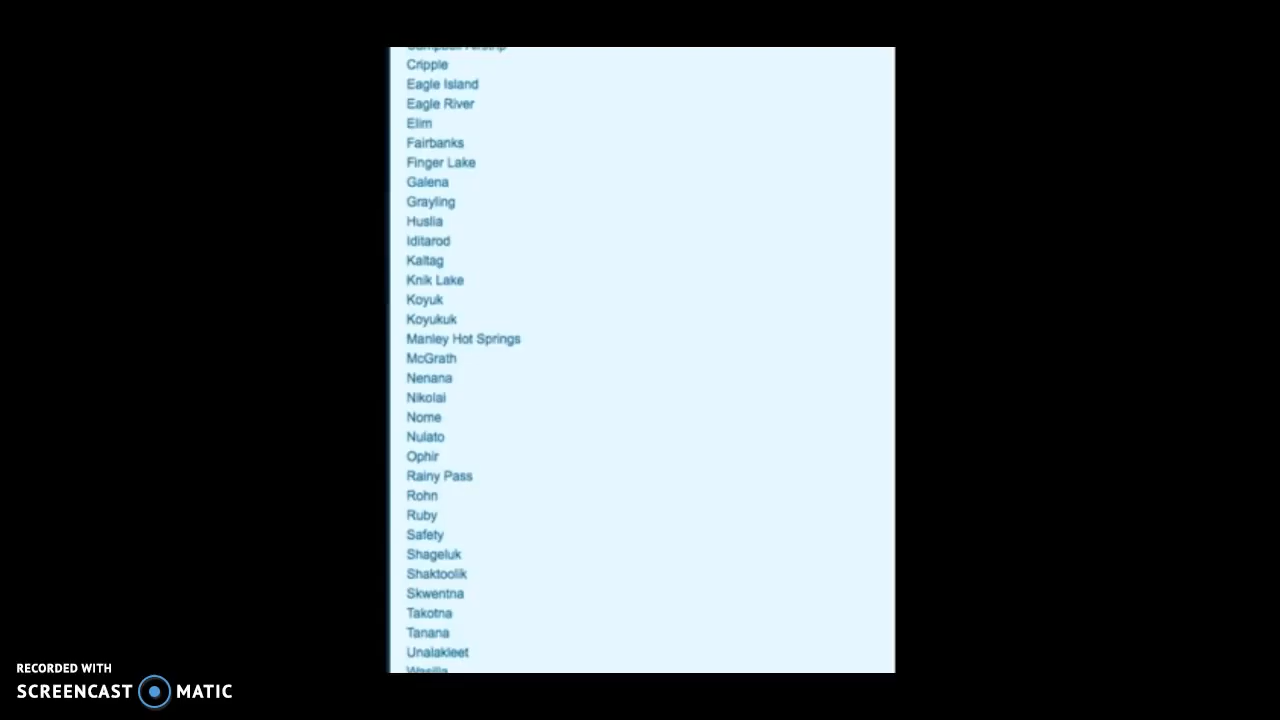 Cripple
Eagle Island
Eagle River
Elim
Fairbanks
Finger Lake
Galena
Grayling
Huslia
Iditarod
Kaltag
Knik Lake
Koyuk
Koyukuk
Manley Hot Springs
McGrath
Nenana
Nikolai
Nome
Nulato
Ophir
Rainy Pass
Rohn
Ruby
Safety
Shageluk
Shaktoolik
Skwentna
Takotna
Tanana
Unalakleet
Wasilla
RECORDED WITH
SCREENCAST MATIC